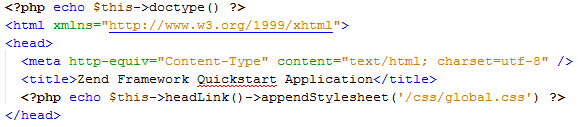 <?php echo $this->doctype() ?>
<html xmlns="http://www.w3.org/1999/xhtml">
<head>
  <meta http-equiv="Content-Type" content="text/html; charset=utf-8" />
  <title>Zend Framework Quickstart Application</title>
  <?php echo $this->headLink()->appendStylesheet('/css/global.css') ?>
</head>